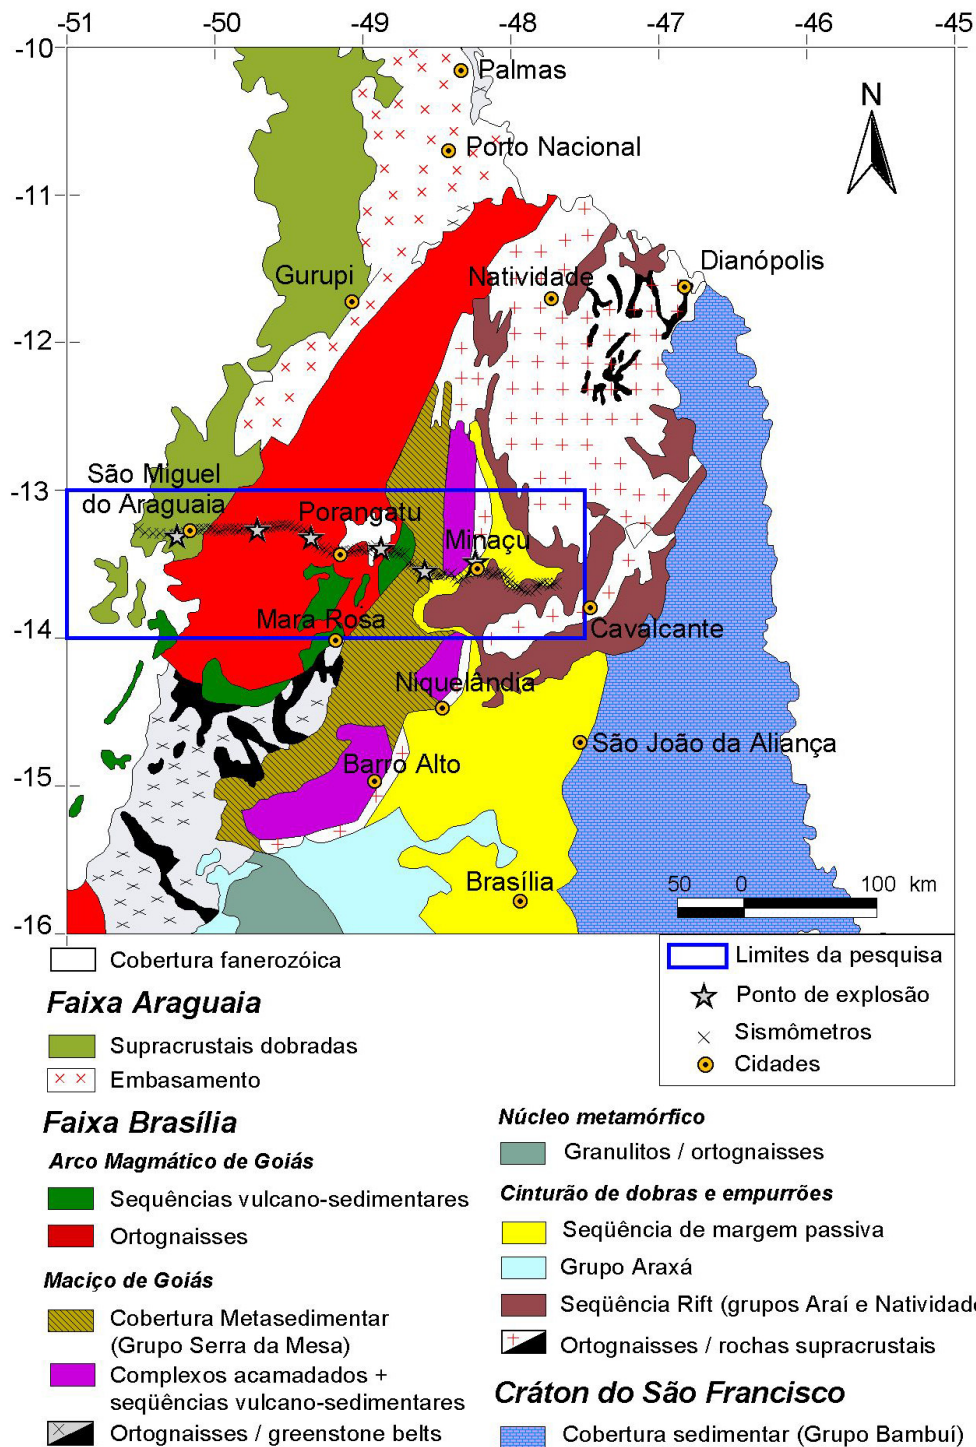 -51 -50 -49 -48 -47 -46 -45
-10
Palmas
N
Porto Nacional
-11
Dianópolis
Gurupi
Natividade
-12
São Miguel
do Araguaia
-13
Porangatu
Minaçu
Mara Rosa
Cavalcante
-14
Niquelândia
São João da Aliança
Barro Alto
-15
Brasília
50 0 100 km
-16
Cobertura fanerozóica
Faixa Araguaia
Supracrustais dobradas
Embasamento
Limites da pesquisa
Ponto de explosão
Sismômetros
Cidades
Faixa Brasília
Arco Magmático de Goiás
Sequências vulcano-sedimentares
Ortognaisses
Maciço de Goiás
Cobertura Metasedimentar
(Grupo Serra da Mesa)
Complexos acamadados +
seqüências vulcano-sedimentares
Ortognaisses / greenstone belts
Núcleo metamórfico
Granulitos / ortognaisses
Cinturão de dobras e empurrões
Seqüência de margem passiva
Grupo Araxá
Seqüência Rift (grupos Araí e Natividade
Ortognaisses / rochas supracrustais
Cráton do São Francisco
Cobertura sedimentar (Grupo Bambuí)